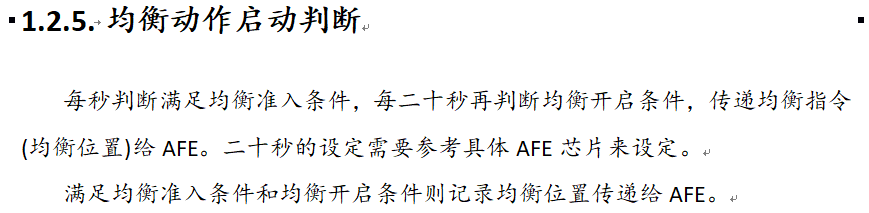 1.2.5. 均衡动作启动判断
每秒判断满足均衡准入条件，每二十秒再判断均衡开启条件，传递均衡指令
(均衡位置)给 AFE。二十秒的设定需要参考具体 AFE 芯片来设定。
满足均衡准入条件和均衡开启条件则记录均衡位置传递给 AFE。